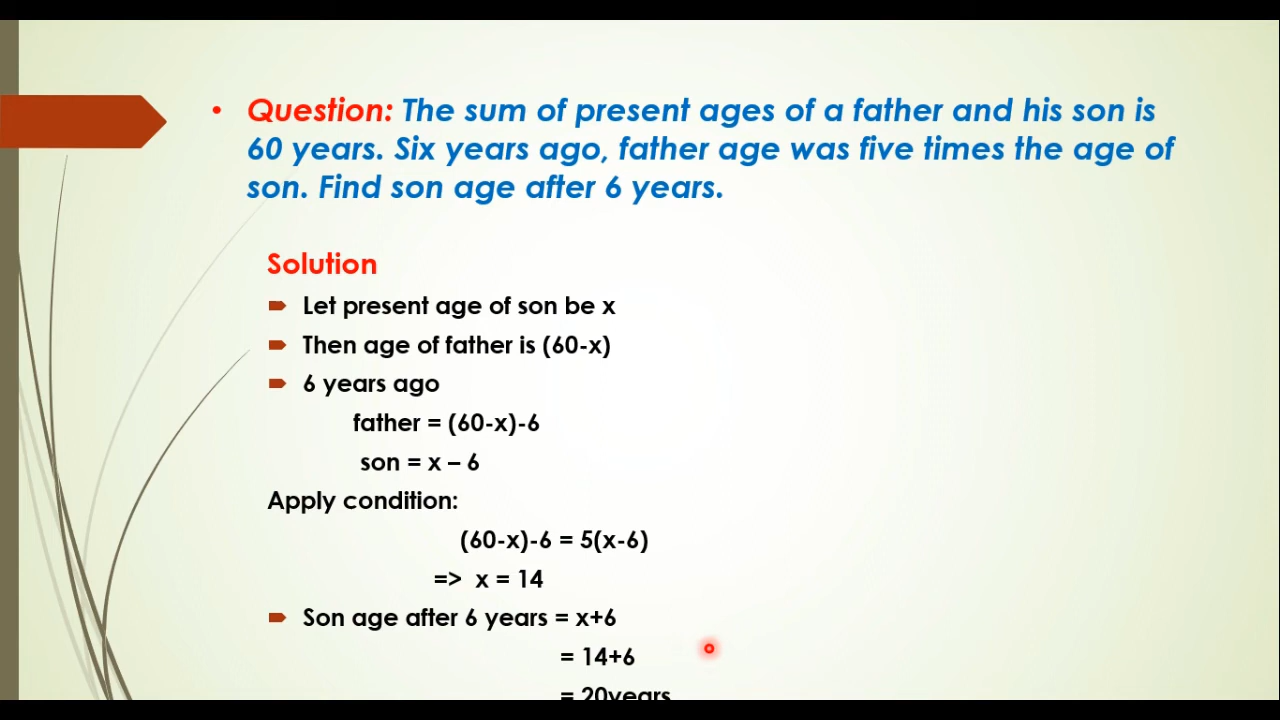 • Question: The sum of present ages of a father and his son is
60 years. Six years ago, father age was five times the age of
son. Find son age after 6 years.
Solution
Let present age of son be x
Then age of father is (60-x)
6 years ago
father = (60-x)-6
son = x – 6
Apply condition:
(60-x)-6 = 5(x-6)
=> x = 14
Son age after 6 years = x+6
= 14+6
= 20years